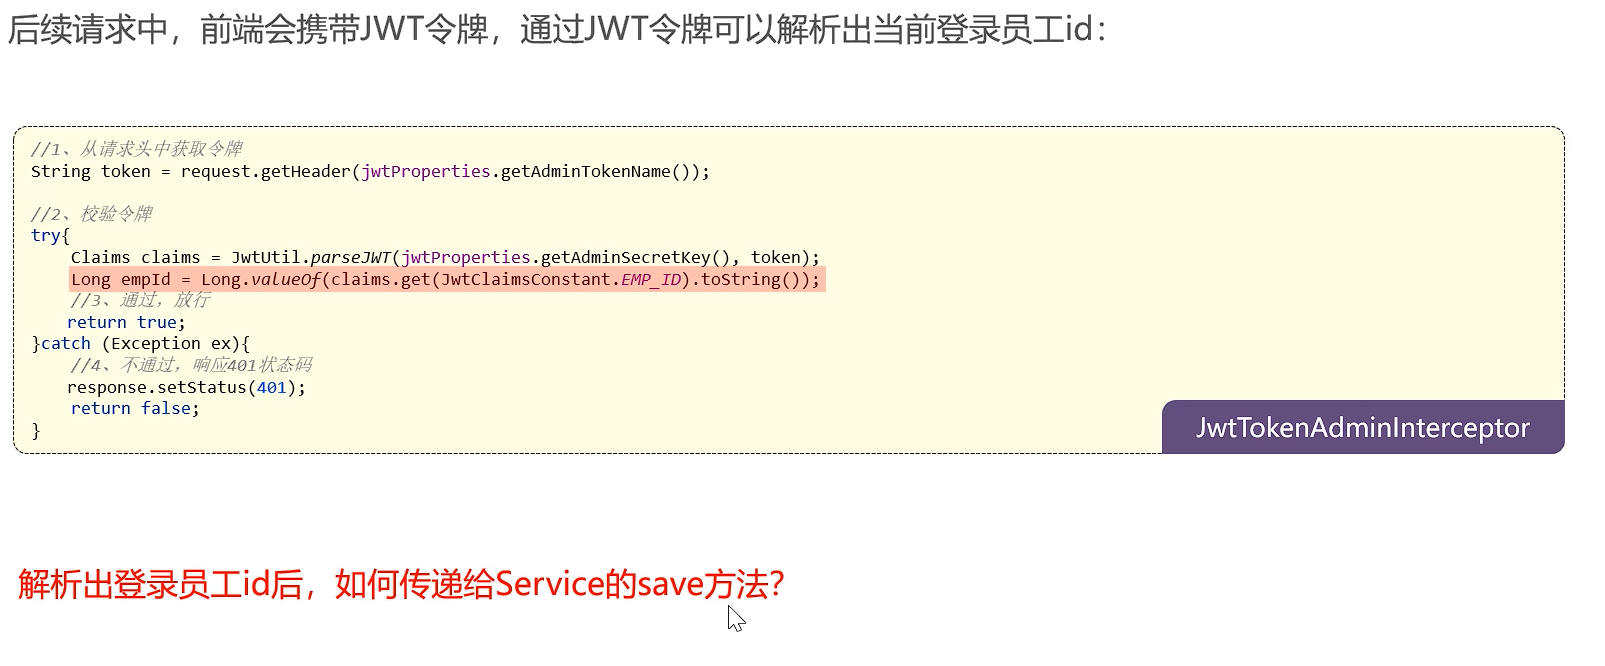 后续请求中，前端会携带JWT令牌，通过JWT令牌可以解析出当前登录员工id：
//1、从请求头中获取令牌
String token = request.getHeader(jwtProperties.getAdminTokenName());
//2、校验令牌
try{
Claims claims = JwtUtil.parseJWT(jwtProperties.getAdminSecretKey(), token);
Long empId = Long.valueOf(claims.get(JwtClaimsConstant.EMP_ID).toString());
//3、通过，放行
return true;
}catch (Exception ex){
//4、不通过，响应401状态码
response.setStatus(401);
return false;
}
JwtTokenAdminInterceptor
解析出登录员工id后，如何传递给Service的save方法？